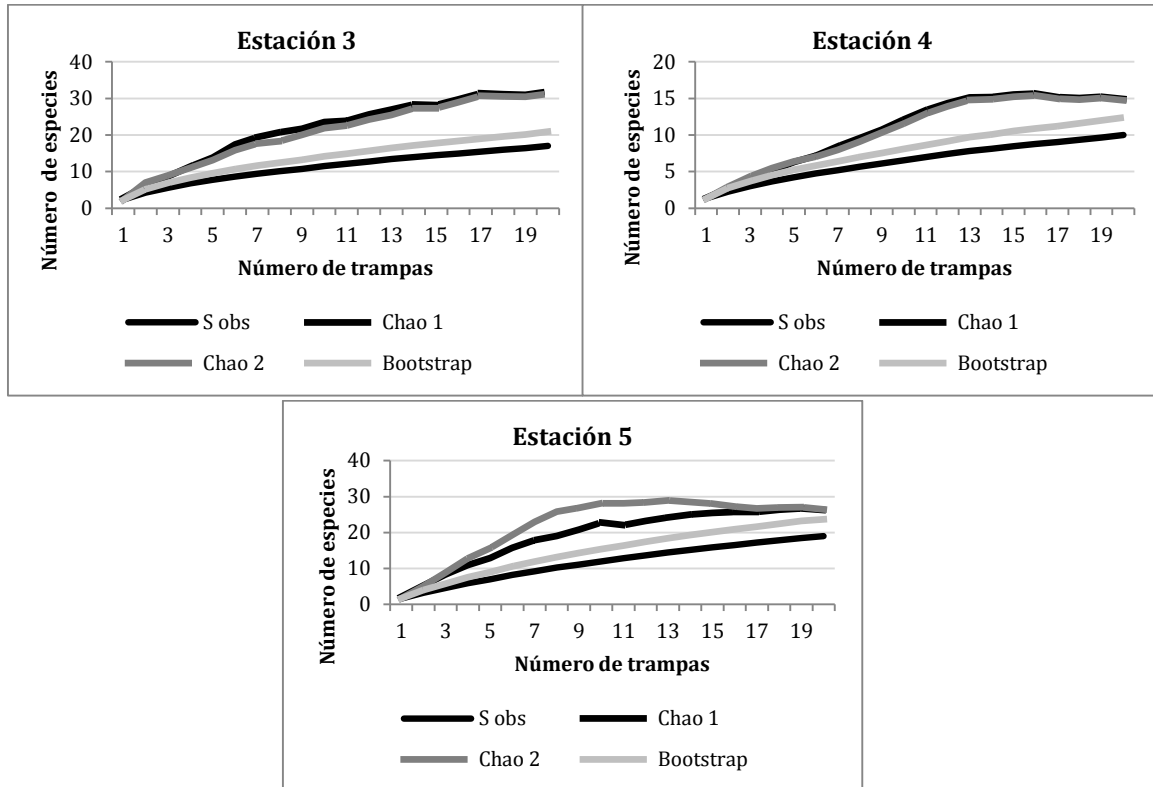 Estación 3
Número de especies
40
30
20
10
0
1 3 5 7 9 11 13 15 17 19
Número de trampas
S obs Chao 1
Chao 2 Bootstrap
Estación 4
Número de especies
20
15
10
5
0
1 3 5 7 9 11 13 15 17 19
Número de trampas
S obs Chao 1
Chao 2 Bootstrap
Estación 5
Número de especies
40
30
20
10
0
1 3 5 7 9 11 13 15 17 19
Número de trampas
S obs Chao 1
Chao 2 Bootstrap